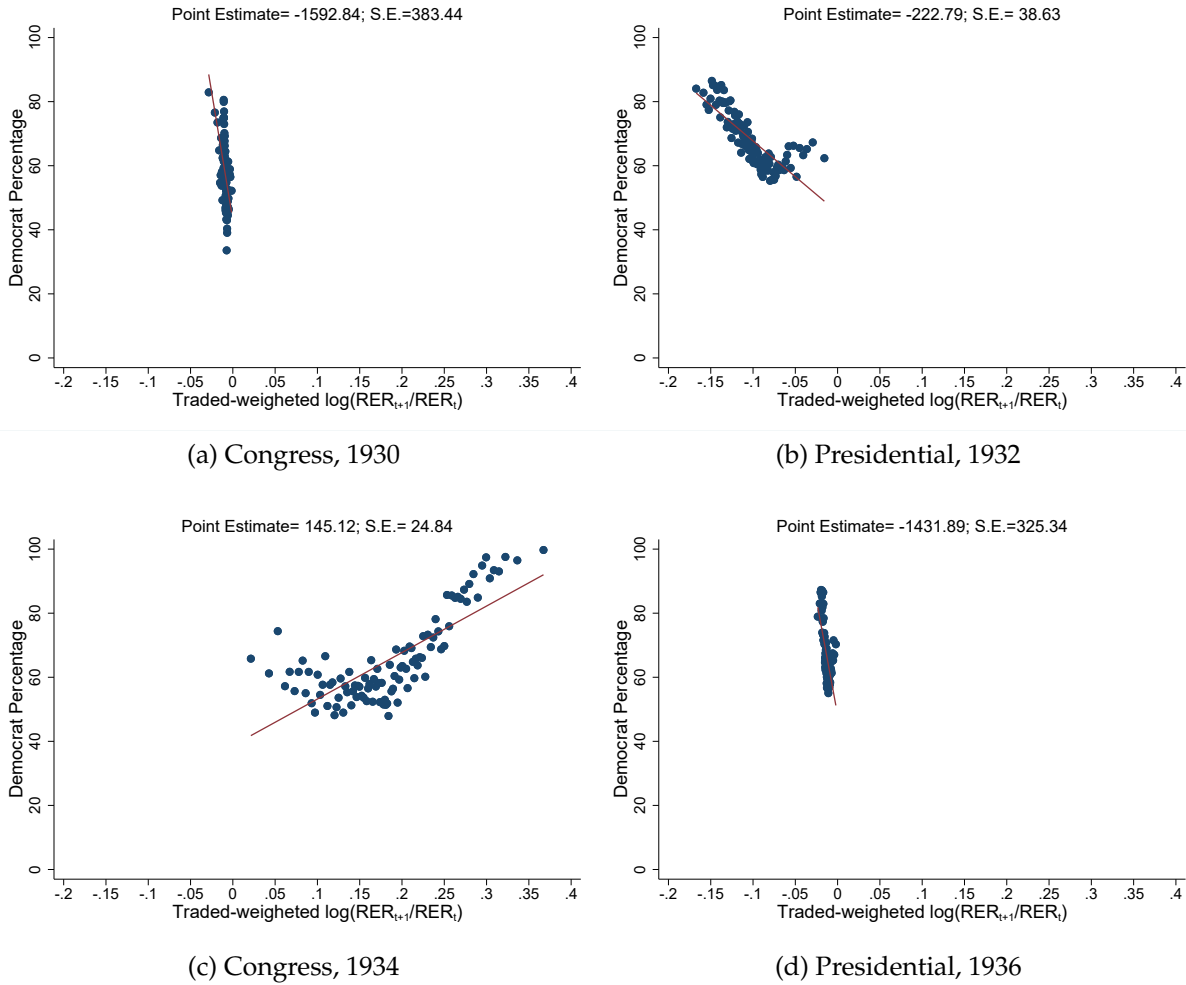 Point Estimate= -1592.84; S.E.=383.44
Democrat Percentage
100
80
60
40
20
0
-.2 -.15 -.1 -.05 0 .05 .1 .15 .2 .25 .3 .35 .4
Traded-weighted log(RERt+1/RERt)
(a) Congress, 1930
Point Estimate= -222.79; S.E.= 38.63
Democrat Percentage
100
80
60
40
20
0
-.2 -.15 -.1 -.05 0 .05 .1 .15 .2 .25 .3 .35 .4
Traded-weighted log(RERt+1/RERt)
(b) Presidential, 1932
Point Estimate= 145.12; S.E.= 24.84
Democrat Percentage
100
80
60
40
20
0
-.2 -.15 -.1 -.05 0 .05 .1 .15 .2 .25 .3 .35 .4
Traded-weighted log(RERt+1/RERt)
(c) Congress, 1934
Point Estimate= -1431.89; S.E.=325.34
Democrat Percentage
100
80
60
40
20
0
-.2 -.15 -.1 -.05 0 .05 .1 .15 .2 .25 .3 .35 .4
Traded-weighted log(RERt+1/RERt)
(d) Presidential, 1936